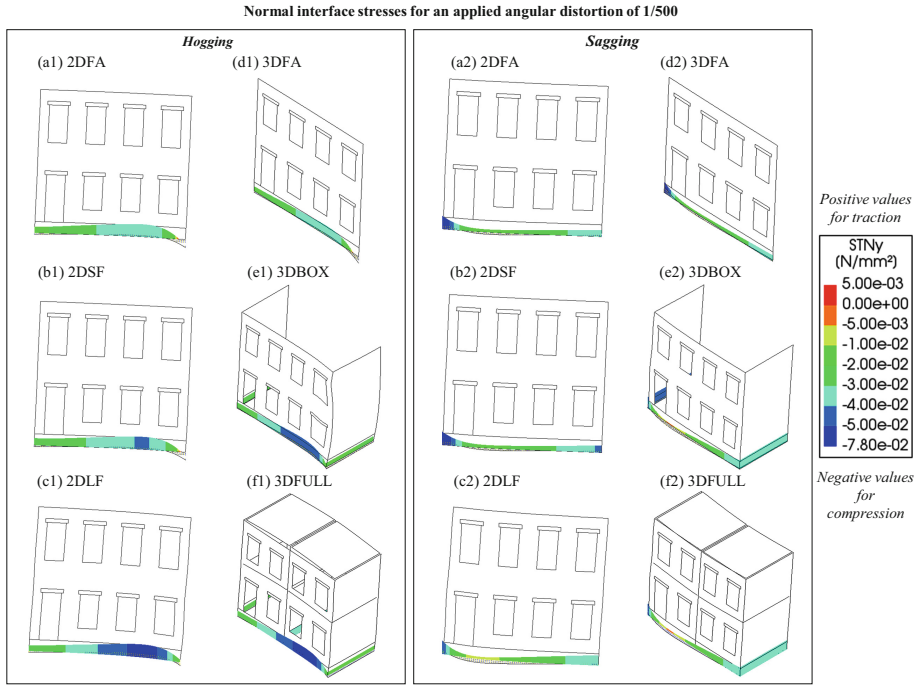 Normal interface stresses for an applied angular distortion of 1/500
Hogging
(a1) 2DFA
(d1) 3DFA
(b1) 2DSF
(e1) 3DBOX
(c1) 2DLF
(f1) 3DFULL
Sagging
(a2) 2DFA
(d2) 3DFA
(b2) 2DSF
(e2) 3DBOX
(c2) 2DLF
(f2) 3DFULL
Positive values
for traction
STNy
(N/mm²)
5.00e-03
0.00e+00
-5.00e-03
-1.00e-02
-2.00e-02
-3.00e-02
-4.00e-02
-5.00e-02
-7.80e-02
Negative values
for
compression